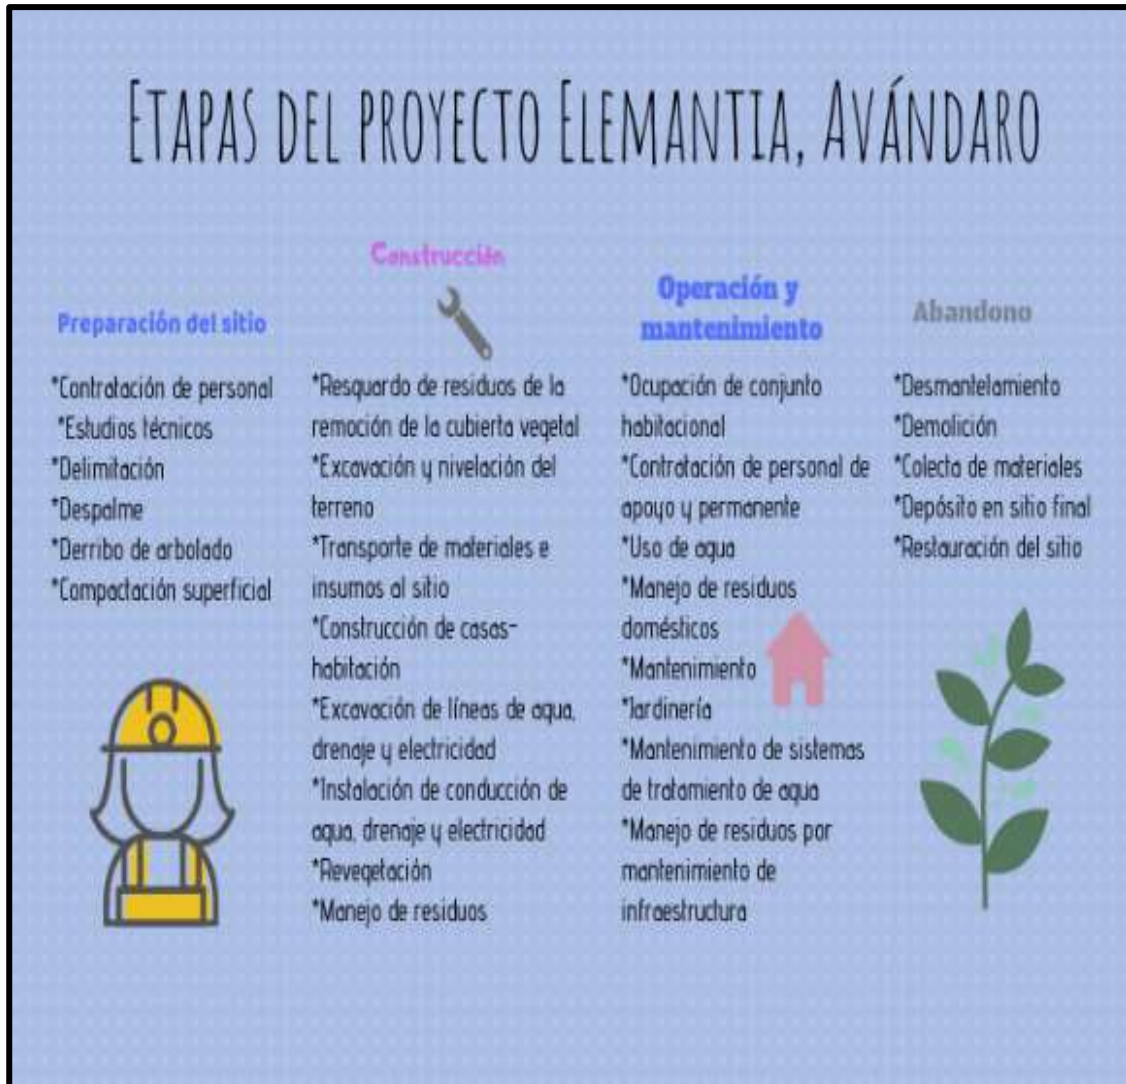 ETAPAS DEL PROYECTO ELEMANTIA, AVÁNDARO
Preparación del sitio
*Contratación de personal
*Estudios técnicos
*Delimitación
*Despalme
*Derribo de arbolado
*Compactación superficial
Construcción
*Resguardo de residuos de la
remoción de la cubierta vegetal
*Excavación y nivelación del
terreno
*Transporte de materiales e
insumos al sitio
*Construcción de casas-
habitación
*Excavación de líneas de agua,
drenaje y electricidad
*Instalación de conducción de
agua, drenaje y electricidad
*Revegetación
*Manejo de residuos
Operación y
mantenimiento
*Ocupación de conjunto
habitacional
*Contratación de personal de
apoyo y permanente
*Uso de agua
*Manejo de residuos
domésticos
*Mantenimiento
*Jardinería
*Mantenimiento de sistemas
de tratamiento de agua
*Manejo de residuos por
mantenimiento de
infraestructura
Abandono
*Desmantelamiento
*Demolición
*Colecta de materiales
*Depósito en sitio final
*Restauración del sitio